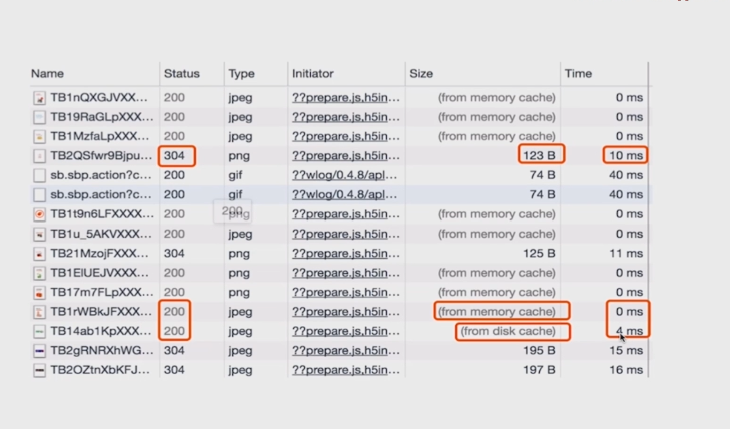 Name Status Type Initiator Size Time
TB1nQXGJVXX... 200 jpeg ??prepare.js,h5in... (from memory cache) 0 ms
TB19RaGLpXXX... 200 jpeg ??prepare.js,h5in... (from memory cache) 0 ms
TB1MzfaLpXXX... 200 jpeg ??prepare.js,h5in... (from memory cache) 0 ms
TB2QSfwr9Bjpu... 304 png ??prepare.js,h5in... 123 B 10 ms
sb.sbp.action?c... 200 gif ??wlog/0.4.8/apl... 74 B 40 ms
sb.sbp.action?c... 200 gif ??wlog/0.4.8/apl... 74 B 40 ms
TB1t9n6LFXXXX... 200 200 png ??prepare.js,h5in... (from memory cache) 0 ms
TB1u_5AKVXXX... 200 jpeg ??prepare.js,h5in... (from memory cache) 0 ms
TB21MzojFXXX... 304 png ??prepare.js,h5in... 125 B 11 ms
TB1ElUEJVXXX... 200 png ??prepare.js,h5in... (from memory cache) 0 ms
TB17m7FLpXXX... 200 png ??prepare.js,h5in... (from memory cache) 0 ms
TB1rWBkJFXXX... 200 jpeg ??prepare.js,h5in... (from memory cache) 0 ms
TB14ab1KpXXX... 200 jpeg ??prepare.js,h5in... (from disk cache) 4 ms
TB2gRNRXhWG... 304 jpeg ??prepare.js,h5in... 195 B 15 ms
TB2OZtnXbKFJ... 304 jpeg ??prepare.js,h5in... 197 B 16 ms